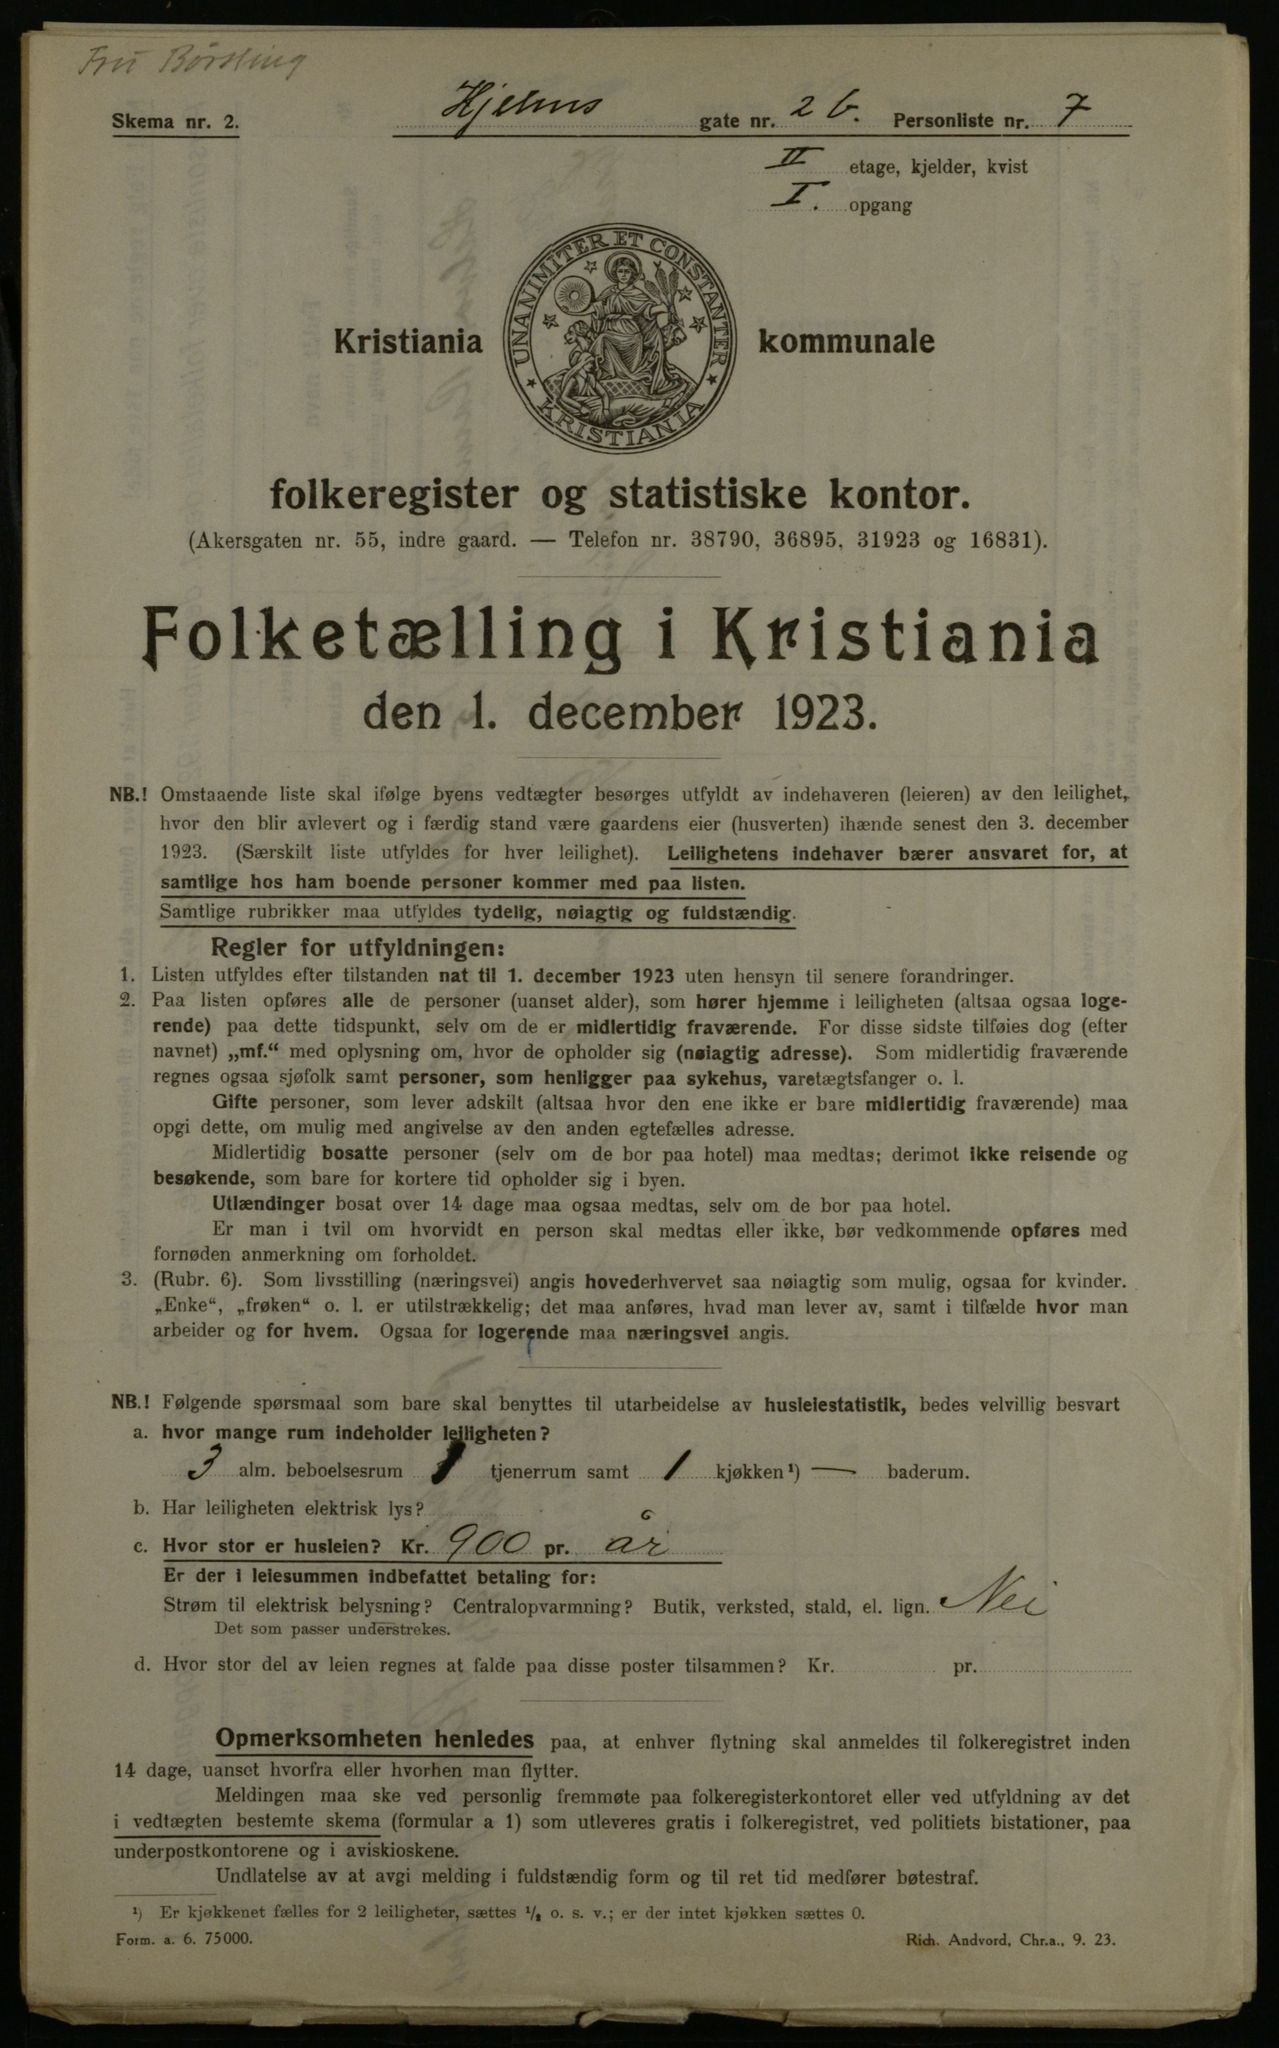 Fru Børsting
Skema nr. 2. Hjelms gate nr. 2 b. Personliste nr. 7
II etage, kjelder, kvist
I. opgang
UNANIMITER ET CONSTANTER
KRISTIANIA
Kristiania kommunale
folkeregister og statistiske kontor.
(Akersgaten nr. 55, indre gaard. — Telefon nr. 38790, 36895, 31923 og 16831).
Folketælling i Kristiania
den 1. december 1923.
NB.! Omstaaende liste skal ifølge byens vedtægter besørges utfyldt av indehaveren (leieren) av den leilighet,
hvor den blir avlevert og i færdig stand være gaardens eier (husverten) ihænde senest den 3. december
1923. (Særskilt liste utfyldes for hver leilighet). Leilighetens indehaver bærer ansvaret for, at
samtlige hos ham boende personer kommer med paa listen.
Samtlige rubrikker maa utfyldes tydelig, nøiagtig og fuldstændig.
Regler for utfyldningen:
1. Listen utfyldes efter tilstanden nat til 1. december 1923 uten hensyn til senere forandringer.
2. Paa listen opføres alle de personer (uanset alder), som hører hjemme i leiligheten (altsaa ogsaa loge-
rende) paa dette tidspunkt, selv om de er midlertidig fraværende. For disse sidste tilføies dog (efter
navnet) „mf.“ med oplysning om, hvor de opholder sig (nøiagtig adresse). Som midlertidig fraværende
regnes ogsaa sjøfolk samt personer, som henligger paa sykehus, varetægtsfanger o. l.
Gifte personer, som lever adskilt (altsaa hvor den ene ikke er bare midlertidig fraværende) maa
opgi dette, om mulig med angivelse av den anden egtefælles adresse.
Midlertidig bosatte personer (selv om de bor paa hotel) maa medtas; derimot ikke reisende og
besøkende, som bare for kortere tid opholder sig i byen.
Utlændinger bosat over 14 dage maa ogsaa medtas, selv om de bor paa hotel.
Er man i tvil om hvorvidt en person skal medtas eller ikke, bør vedkommende opføres med
fornøden anmerkning om forholdet.
3. (Rubr. 6). Som livsstilling (næringsvei) angis hovederhvervet saa nøiagtig som mulig, ogsaa for kvinder.
„Enke“, „frøken“ o. l. er utilstrækkelig; det maa anføres, hvad man lever av, samt i tilfælde hvor man
arbeider og for hvem. Ogsaa for logerende maa næringsvei angis.
NB.! Følgende spørsmaal som bare skal benyttes til utarbeidelse av husleiestatistik, bedes velvillig besvart
a. hvor mange rum indeholder leiligheten?
3 alm. beboelsesrum 1 tjenerrum samt 1 kjøkken ¹) — baderum.
b. Har leiligheten elektrisk lys?
c. Hvor stor er husleien? Kr. 900 pr. år
Er der i leiesummen indbefattet betaling for:
Strøm til elektrisk belysning? Centralopvarmning? Butik, verksted, stald, el. lign. Nei
Det som passer understrekes.
d. Hvor stor del av leien regnes at falde paa disse poster tilsammen? Kr. pr.
Opmerksomheten henledes paa, at enhver flytning skal anmeldes til folkeregistret inden
14 dage, uanset hvorfra eller hvorhen man flytter.
Meldingen maa ske ved personlig fremmøte paa folkeregisterkontoret eller ved utfyldning av det
i vedtægten bestemte skema (formular a 1) som utleveres gratis i folkeregistret, ved politiets bistationer, paa
underpostkontorene og i aviskioskene.
Undlatelse av at avgi melding i fuldstændig form og til ret tid medfører bøtestraf.
¹) Er kjøkkenet fælles for 2 leiligheter, sættes ½ o. s. v.; er der intet kjøkken sættes 0.
Form. a. 6. 75000. Rich. Andvord, Chr.a., 9. 23.